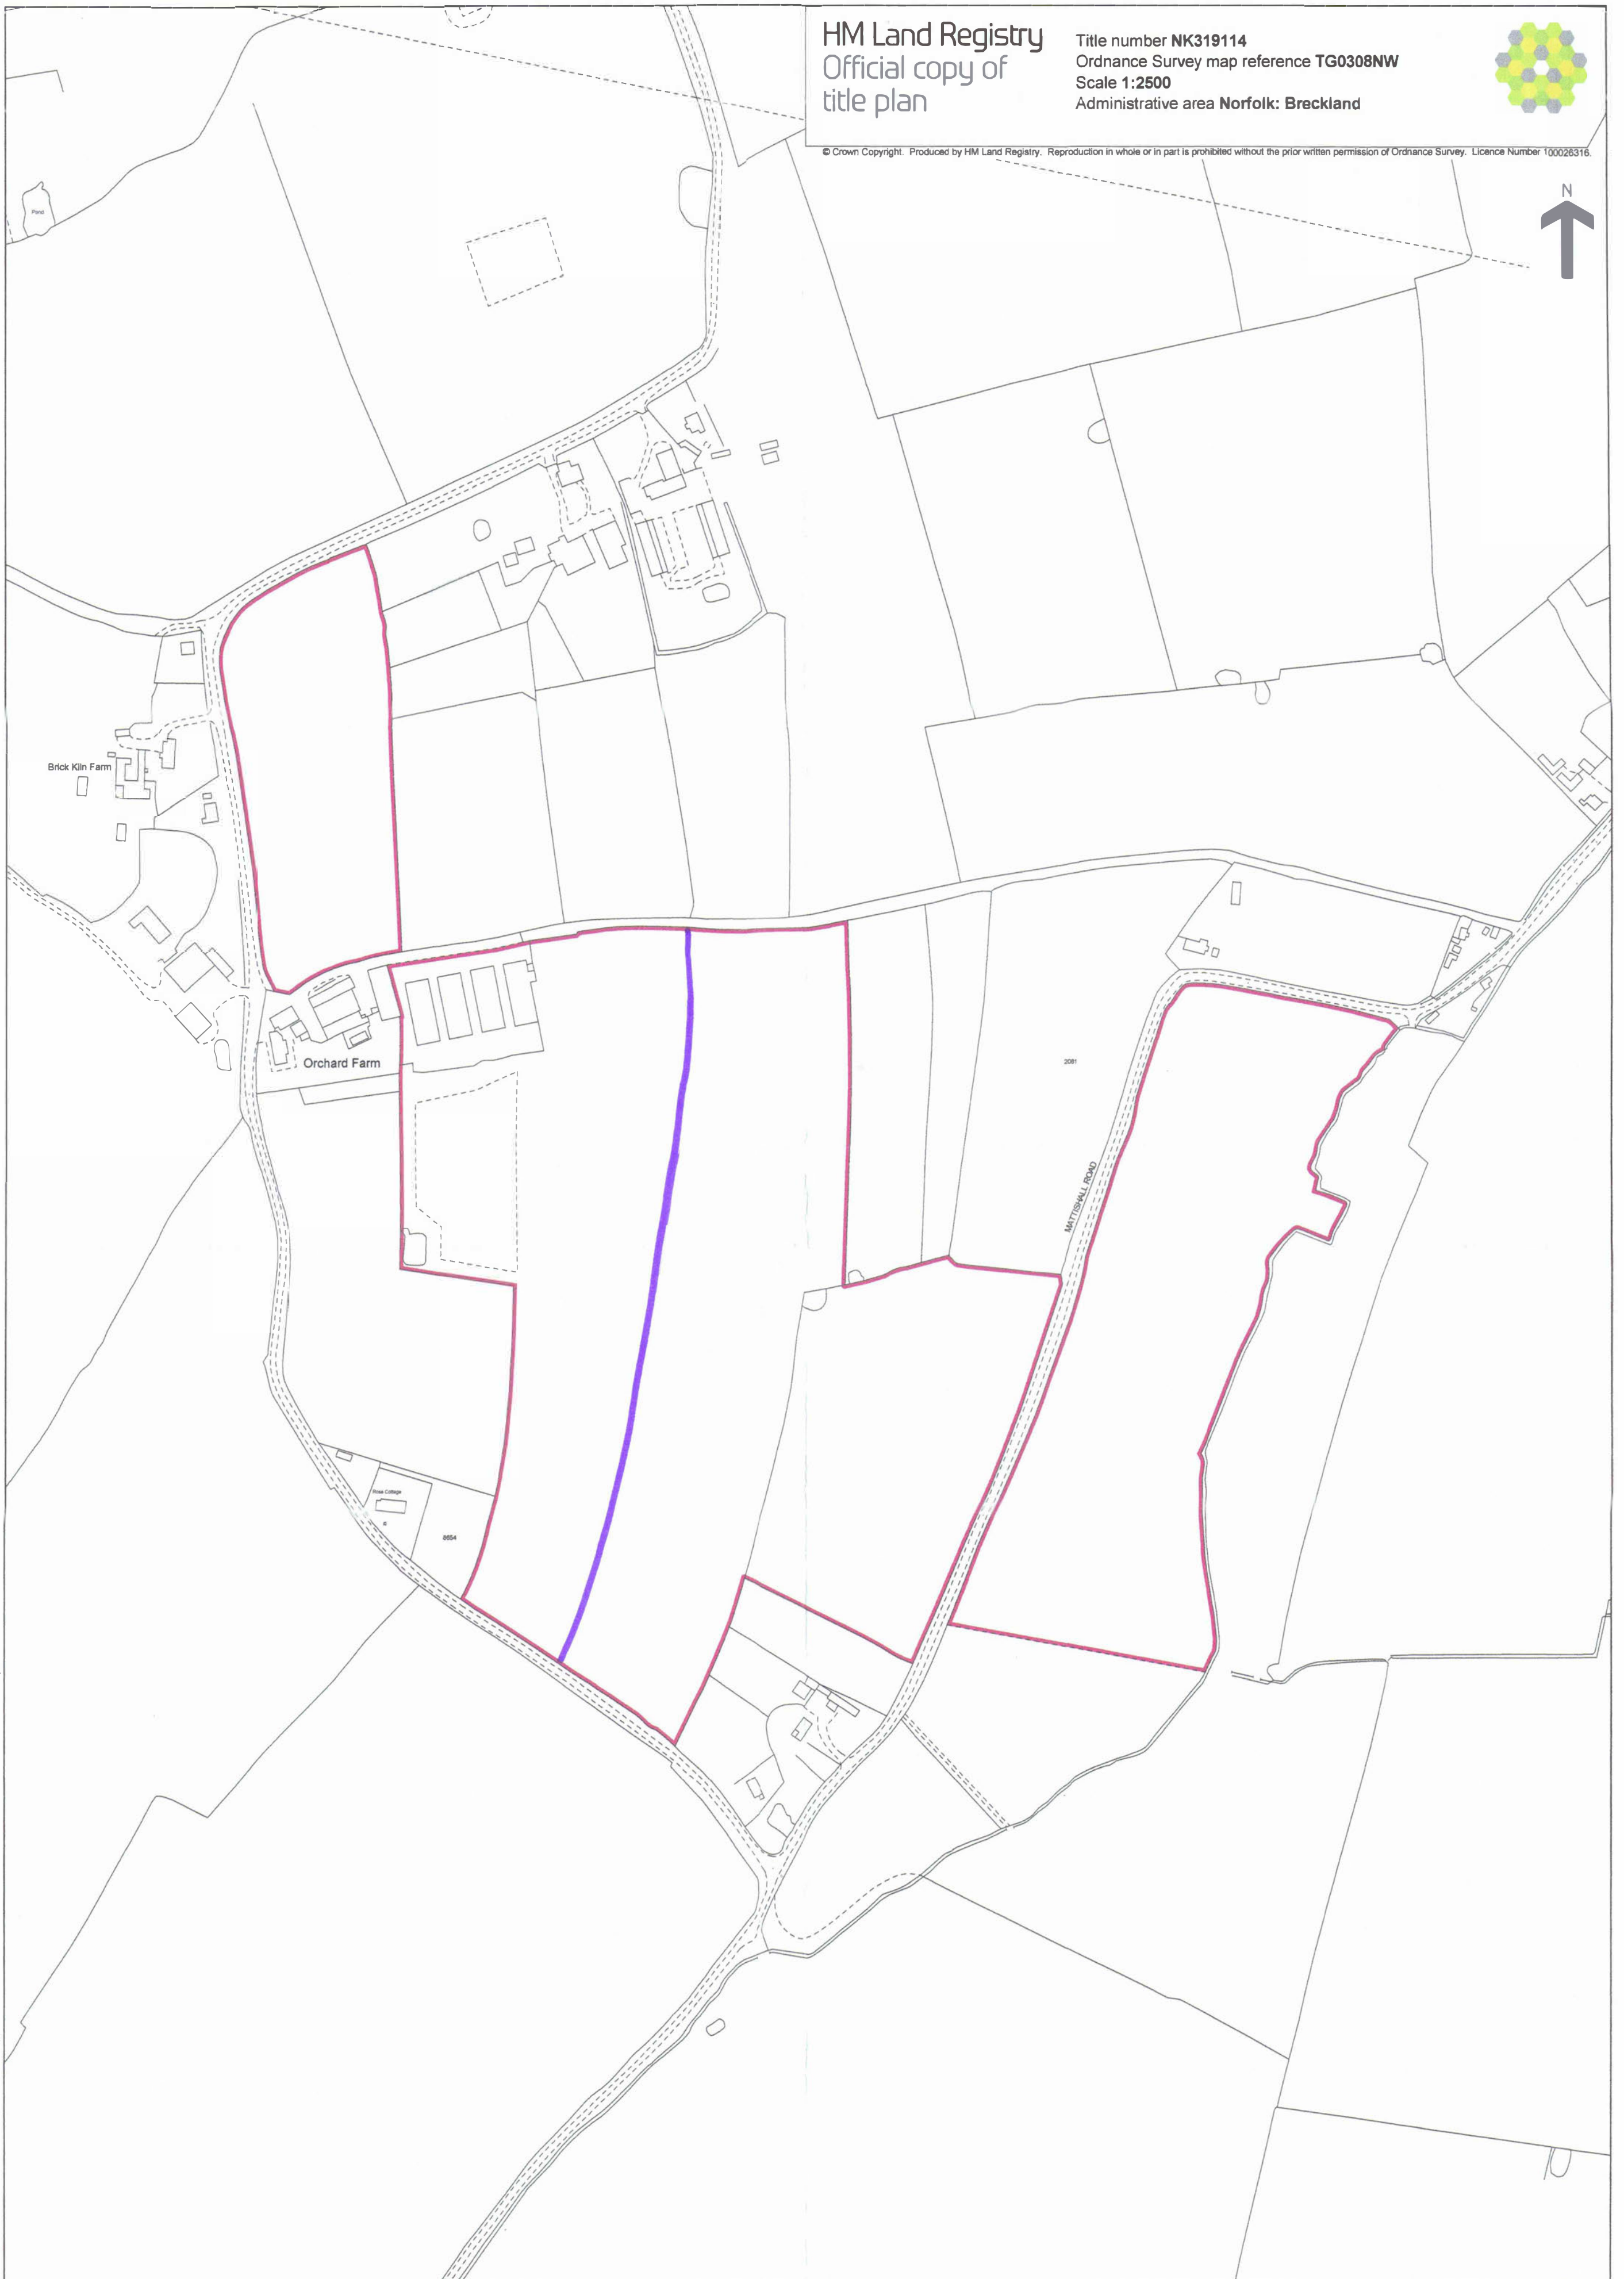 HM Land Registry
Official copy of
title plan
Title number NK319114
Ordnance Survey map reference TG0308NW
Scale 1:2500
Administrative area Norfolk: Breckland
© Crown Copyright. Produced by HM Land Registry. Reproduction in whole or in part is prohibited without the prior written permission of Ordnance Survey. Licence Number 100026316.
N
Pond
Brick Kiln Farm
Orchard Farm
2081
MATTISHALL ROAD
Rose Cottage
8654